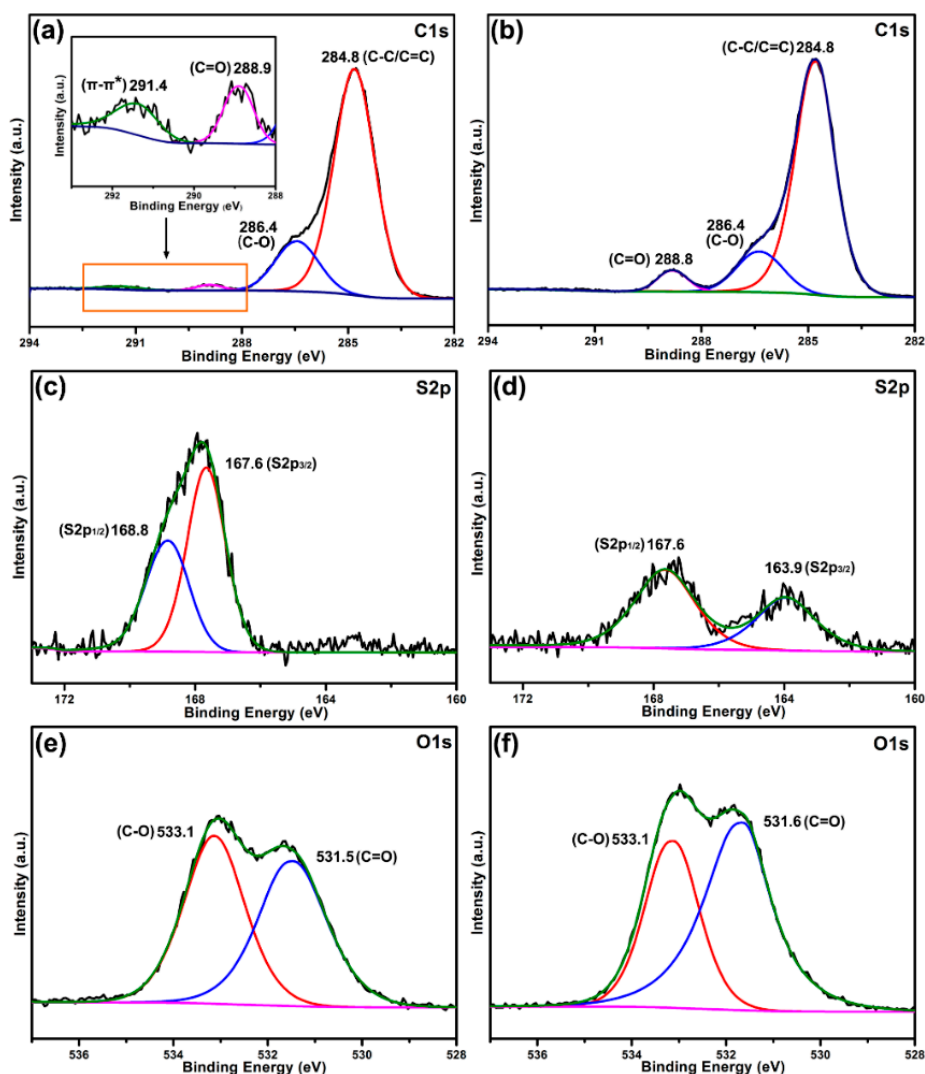 (a)
C1s
284.8 (C-C/C=C)
(π-π*) 291.4
(C=O) 288.9
Intensity (a.u.)
292 290 288
Binding Energy (eV)
286.4
(C-O)
Intensity (a.u.)
294 291 288 285 282
Binding Energy (eV)
(b)
C1s
(C-C/C=C) 284.8
286.4
(C-O)
(C=O) 288.8
Intensity (a.u.)
294 291 288 285 282
Binding Energy (eV)
(c)
S2p
167.6 (S2p3/2)
(S2p1/2) 168.8
Intensity (a.u.)
172 168 164 160
Binding Energy (eV)
(d)
S2p
(S2p1/2) 167.6
163.9 (S2p3/2)
Intensity (a.u.)
172 168 164 160
Binding Energy (eV)
(e)
O1s
(C-O) 533.1
531.5 (C=O)
Intensity (a.u.)
536 534 532 530 528
Binding Energy (eV)
(f)
O1s
(C-O) 533.1
531.6 (C=O)
Intensity (a.u.)
536 534 532 530 528
Binding Energy (eV)